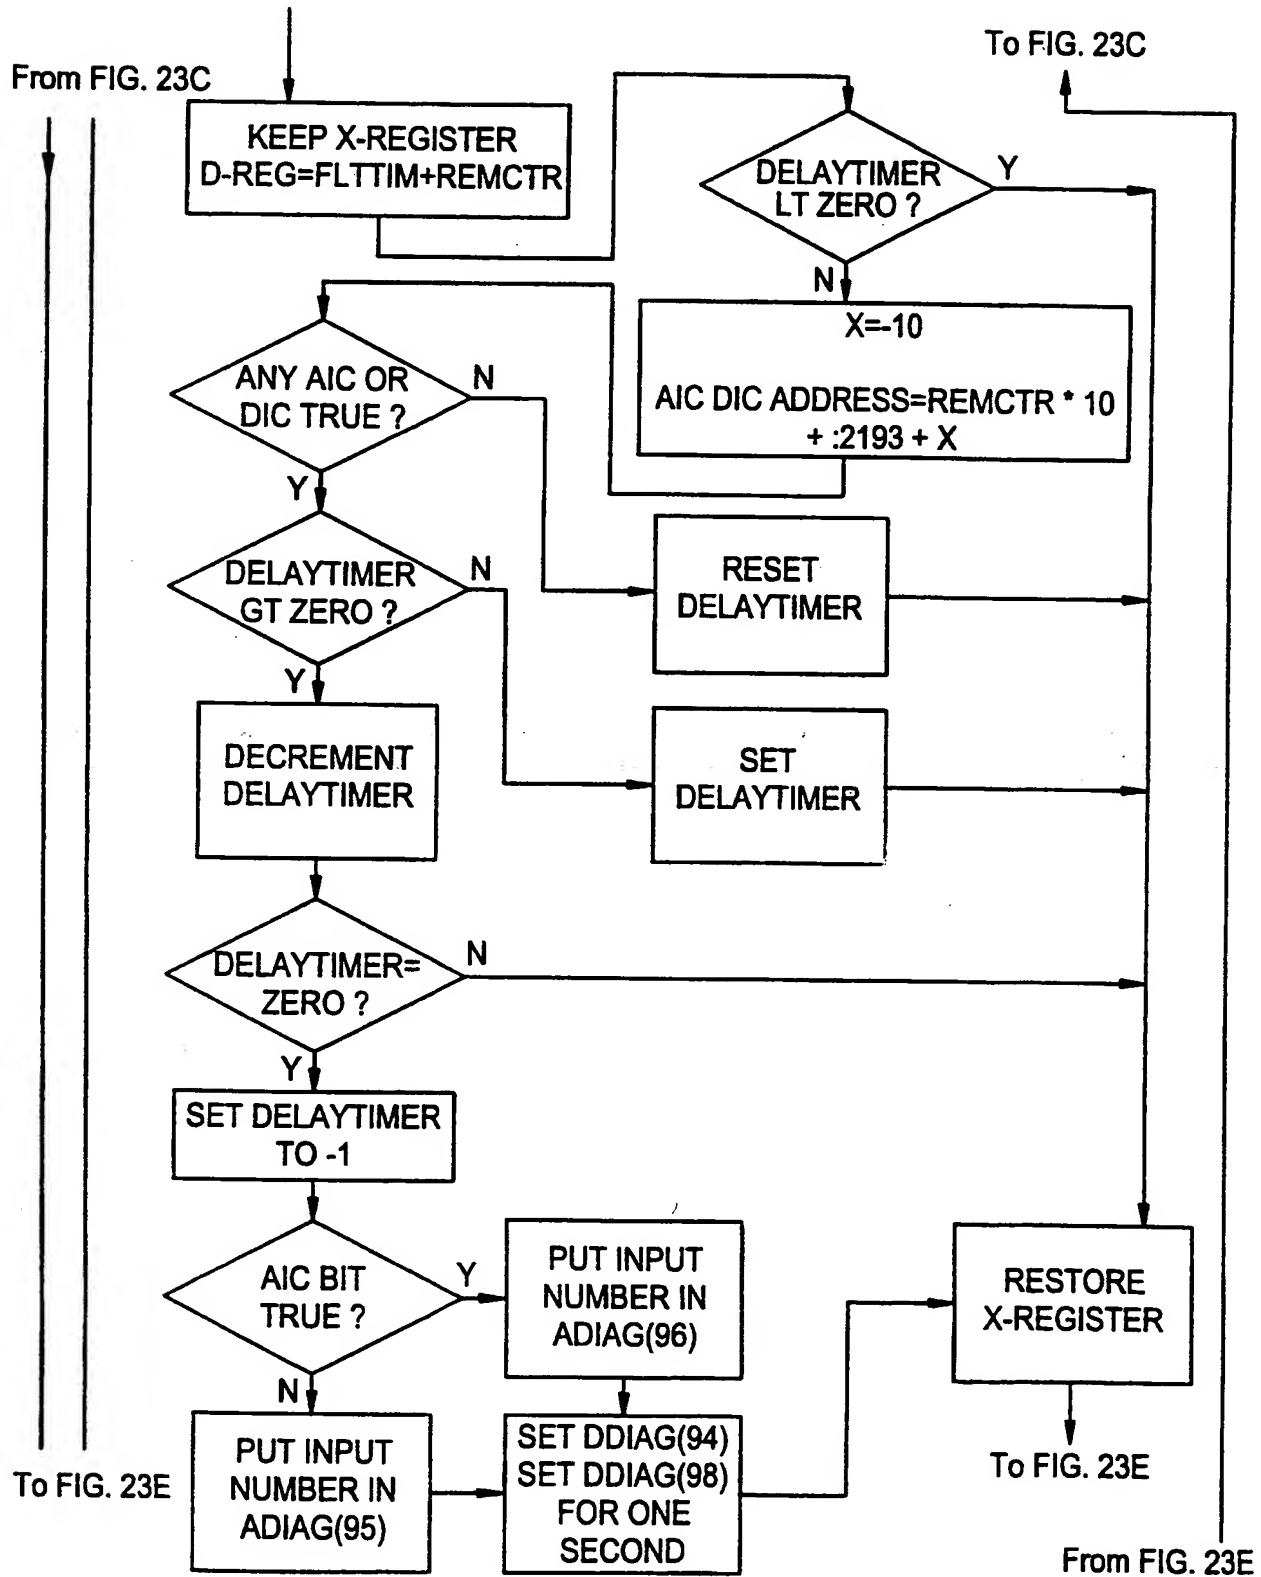 To FIG. 23C
From FIG. 23C
KEEP X-REGISTER
D-REG=FLTTIM+REMCTR
DELAYTIMER
LT ZERO ?
Y
N
X=-10
AIC DIC ADDRESS=REMCTR * 10
+ :2193 + X
ANY AIC OR
DIC TRUE ?
N
Y
DELAYTIMER
GT ZERO ?
N
Y
RESET
DELAYTIMER
DECREMENT
DELAYTIMER
SET
DELAYTIMER
DELAYTIMER=
ZERO ?
N
Y
SET DELAYTIMER
TO -1
AIC BIT
TRUE ?
Y
N
PUT INPUT
NUMBER IN
ADIAG(96)
RESTORE
X-REGISTER
To FIG. 23E
PUT INPUT
NUMBER IN
ADIAG(95)
SET DDIAG(94)
SET DDIAG(98)
FOR ONE
SECOND
To FIG. 23E
From FIG. 23E